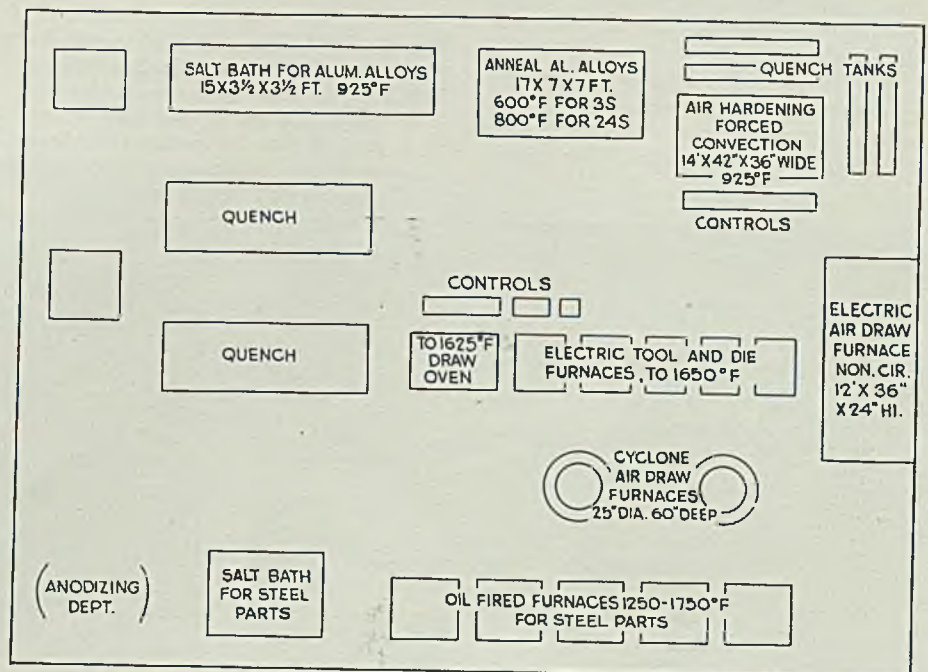 SALT BATH FOR ALUM. ALLOYS
15X3½X3½ FT. 925°F
ANNEAL AL. ALLOYS
17X 7X7 FT.
600°F FOR 3S
800°F FOR 24S
QUENCH TANKS
AIR HARDENING
FORCED
CONVECTION
14'X42"X36"WIDE
925°F
CONTROLS
QUENCH
CONTROLS
QUENCH
TO 1625°F
DRAW
OVEN
ELECTRIC TOOL AND DIE
FURNACES, TO 1650°F
ELECTRIC
AIR DRAW
FURNACE
NON. CIR.
12'X 36"
X 24" HI.
CYCLONE
AIR DRAW
FURNACES
25"DIA. 60"DEEP
(ANODIZING
DEPT.)
SALT BATH
FOR STEEL
PARTS
OIL FIRED FURNACES 1250-1750°F
FOR STEEL PARTS